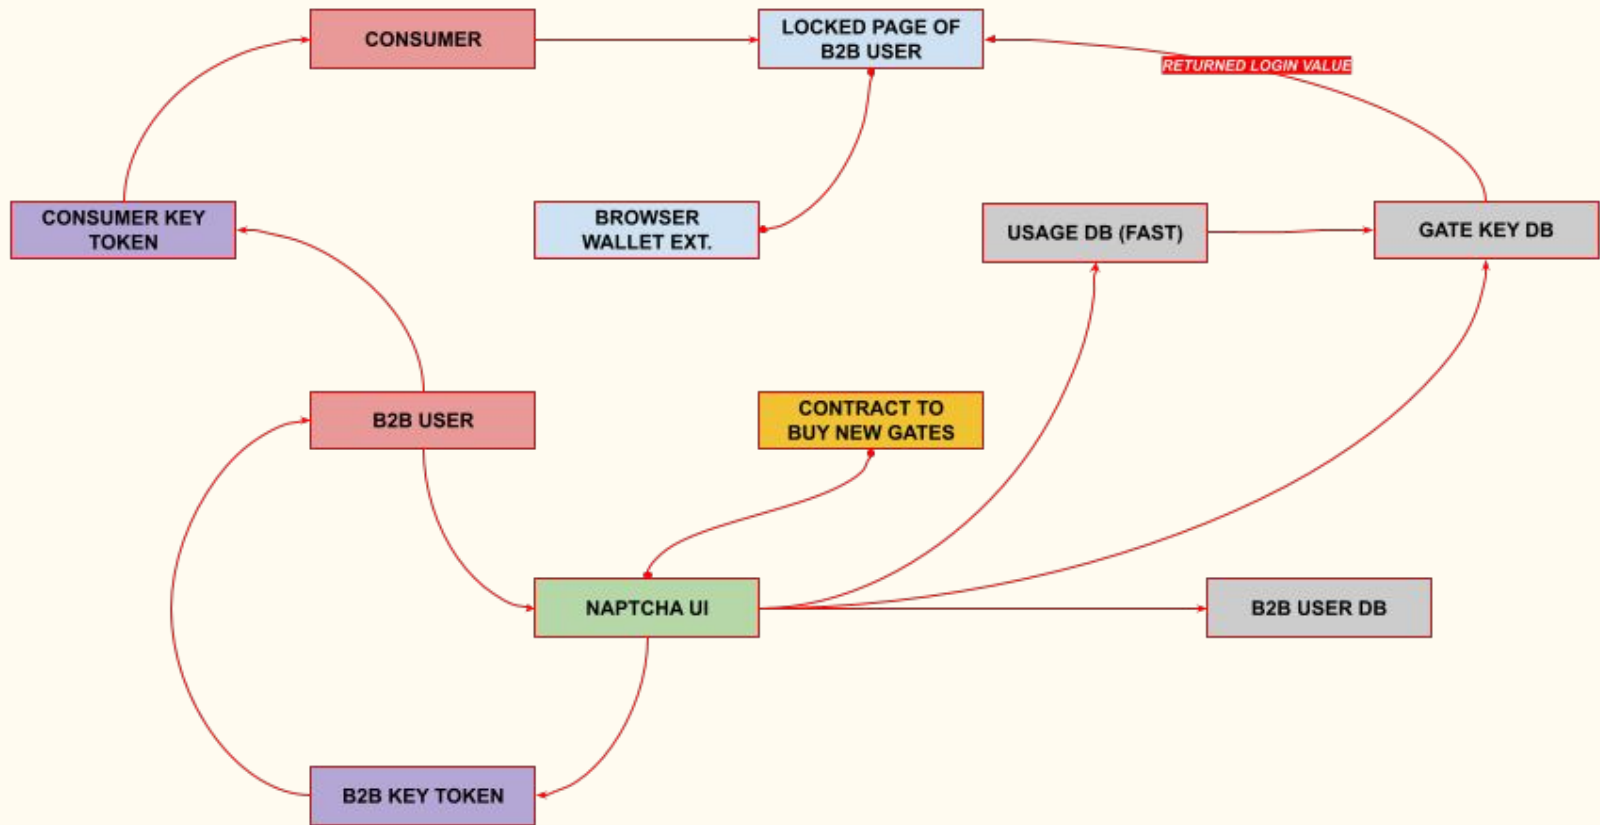 CONSUMER
LOCKED PAGE OF
B2B USER
RETURNED LOGIN VALUE
CONSUMER KEY
TOKEN
BROWSER
WALLET EXT.
USAGE DB (FAST)
GATE KEY DB
B2B USER
CONTRACT TO
BUY NEW GATES
NAPTCHA UI
B2B USER DB
B2B KEY TOKEN